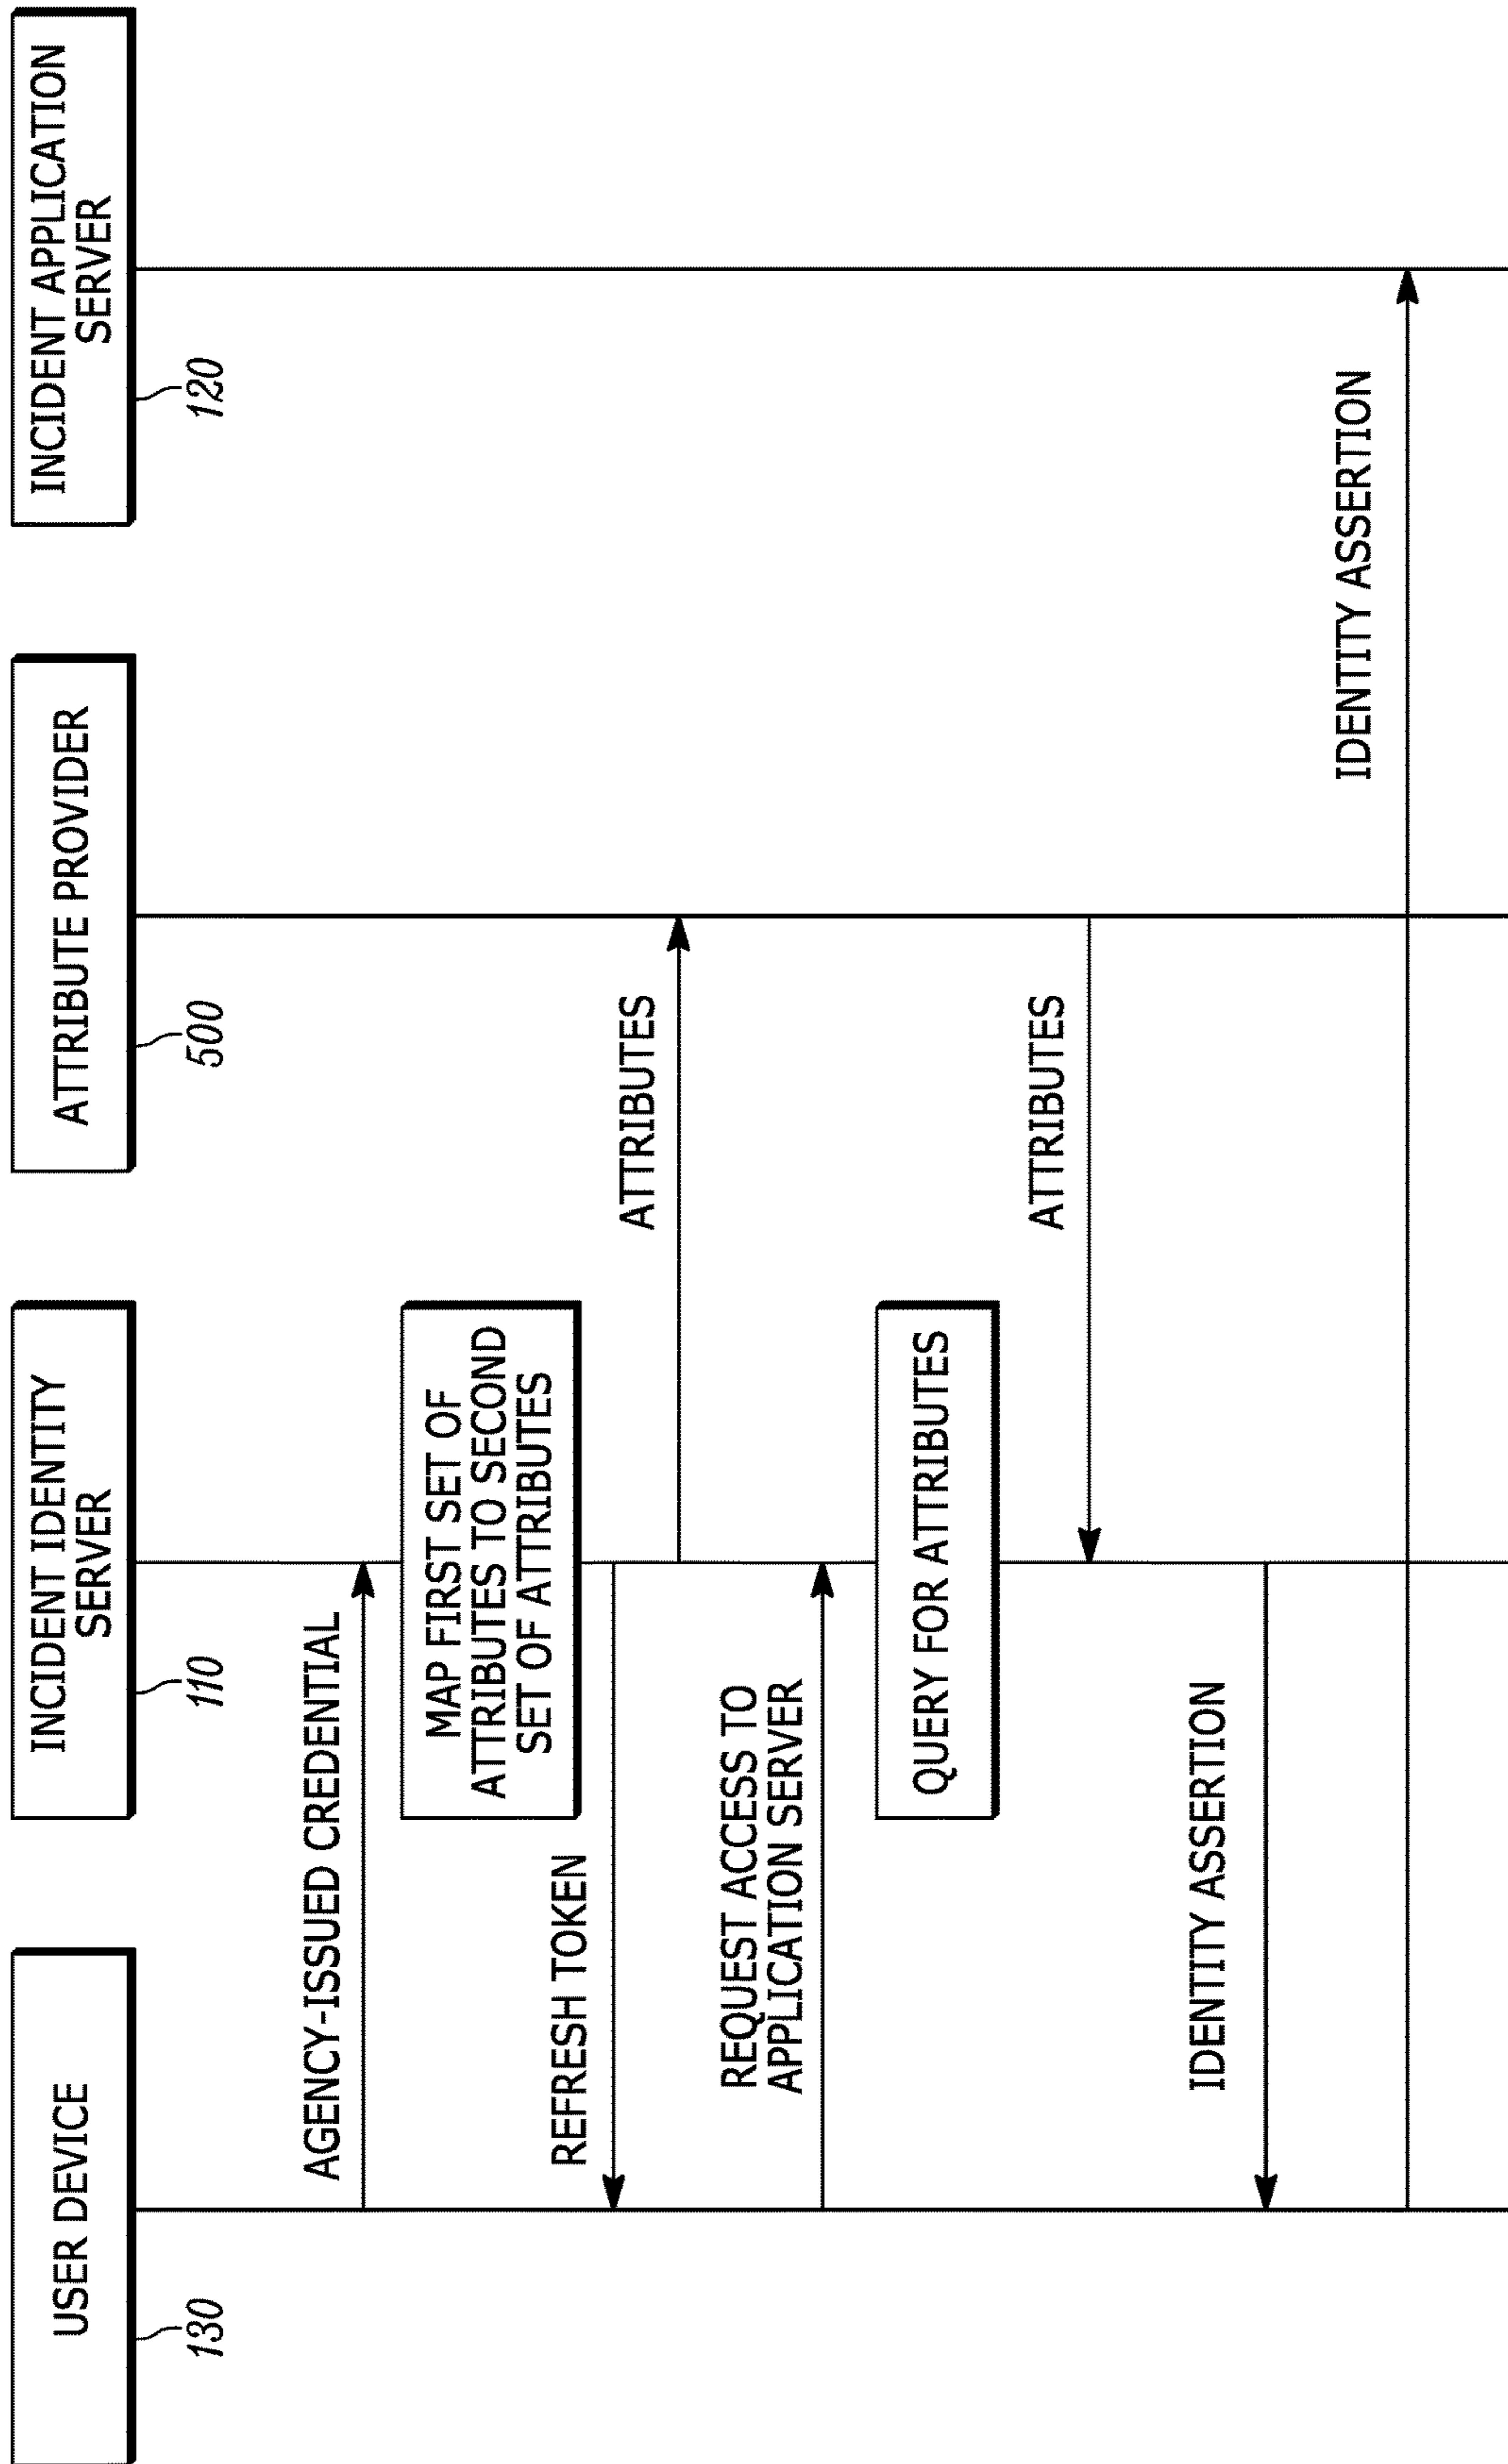 USER DEVICE
130
INCIDENT IDENTITY
SERVER
110
ATTRIBUTE PROVIDER
500
INCIDENT APPLICATION
SERVER
120
AGENCY-ISSUED CREDENTIAL
MAP FIRST SET OF
ATTRIBUTES TO SECOND
SET OF ATTRIBUTES
REFRESH TOKEN
ATTRIBUTES
REQUEST ACCESS TO
APPLICATION SERVER
QUERY FOR ATTRIBUTES
ATTRIBUTES
IDENTITY ASSERTION
IDENTITY ASSERTION